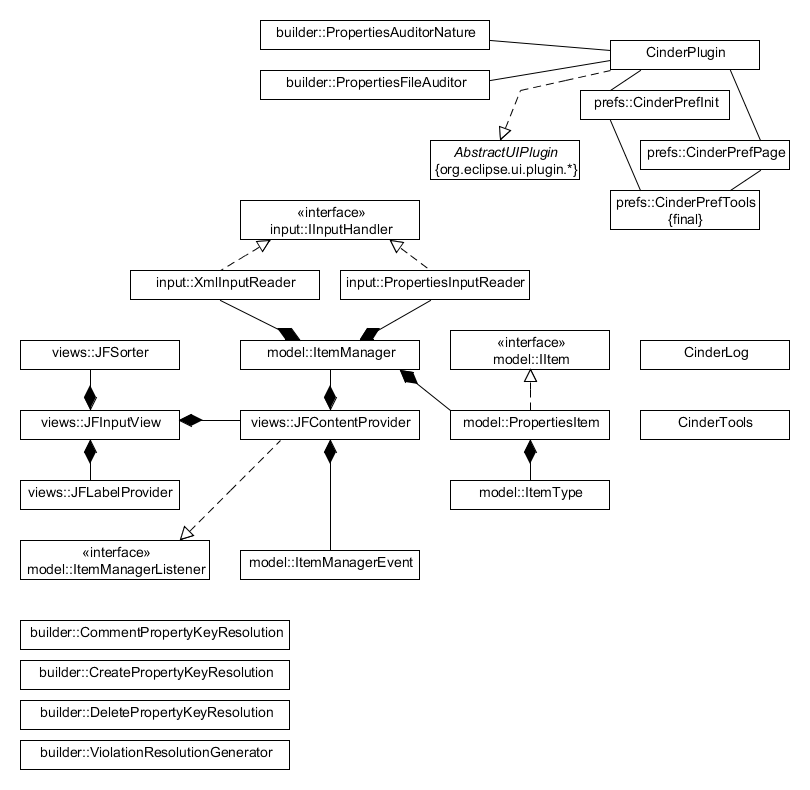 builder::PropertiesAuditorNature
CinderPlugin
builder::PropertiesFileAuditor
prefs::CinderPrefInit
AbstractUIPlugin
{org.eclipse.ui.plugin.*}
prefs::CinderPrefPage
prefs::CinderPrefTools
{final}
«interface»
input::IInputHandler
input::XmlInputReader
input::PropertiesInputReader
views::JFSorter
model::ItemManager
«interface»
model::IItem
CinderLog
views::JFInputView
views::JFContentProvider
model::PropertiesItem
CinderTools
views::JFLabelProvider
model::ItemType
«interface»
model::ItemManagerListener
model::ItemManagerEvent
builder::CommentPropertyKeyResolution
builder::CreatePropertyKeyResolution
builder::DeletePropertyKeyResolution
builder::ViolationResolutionGenerator